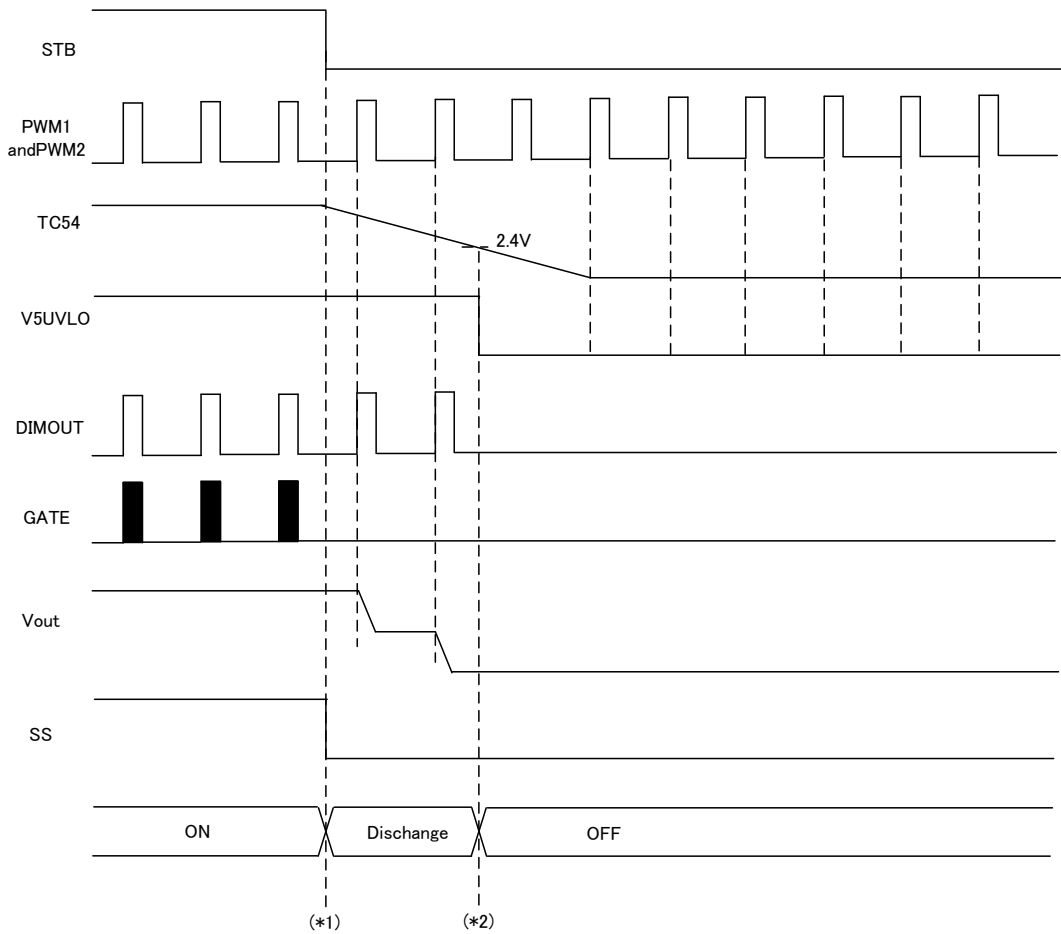 STB
PWM1
andPWM2
TC54
2.4V
V5UVLO
DIMOUT
GATE
Vout
SS
ON Dischange OFF
(*1) (*2)